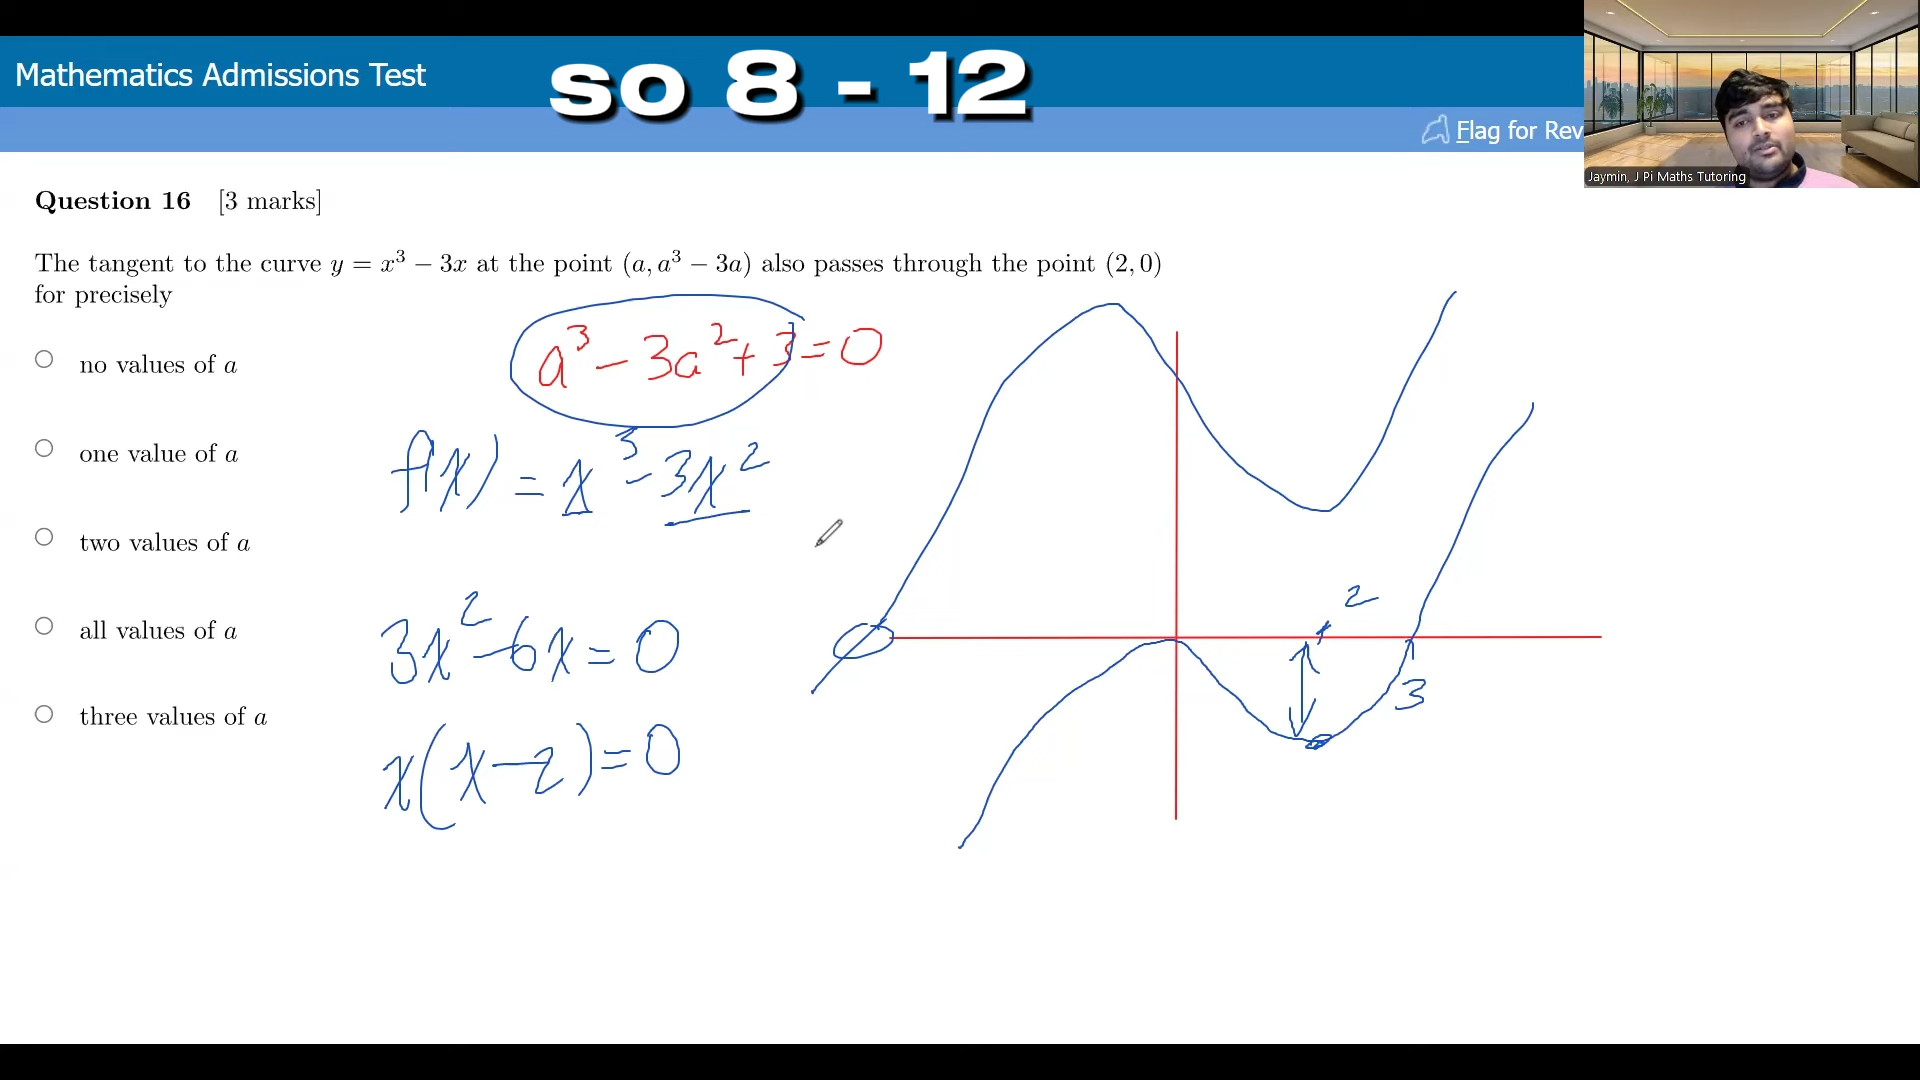 Mathematics Admissions Test
so 8 - 12
Flag for Rev
Jaymin, J Pi Maths Tutoring
Question 16 [3 marks]
The tangent to the curve y = x³ − 3x at the point (a, a³ − 3a) also passes through the point (2, 0)
for precisely
a³ − 3a² + 3 = 0
no values of a
f(x) = x³ − 3x²
one value of a
two values of a
2
3x² − 6x = 0
all values of a
3
three values of a
x(x − 2) = 0